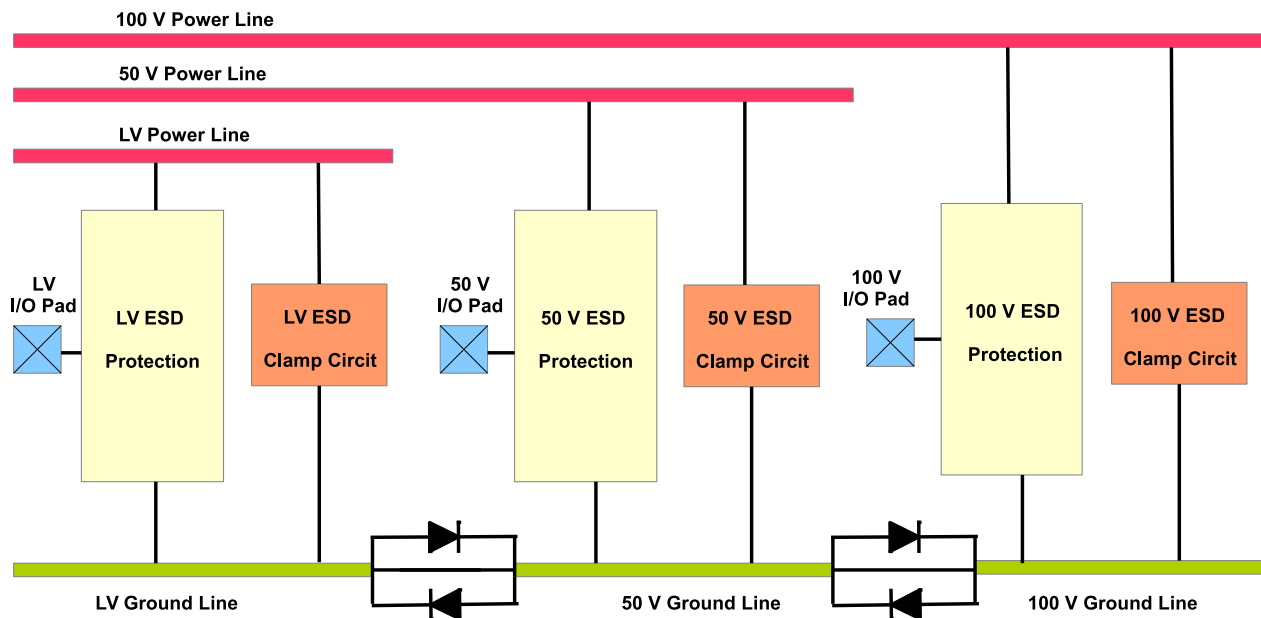 100 V Power Line
50 V Power Line
LV Power Line
LV
I/O Pad
LV ESD
Protection
LV ESD
Clamp Circit
50 V
I/O Pad
50 V ESD
Protection
50 V ESD
Clamp Circit
100 V
I/O Pad
100 V ESD
Protection
100 V ESD
Clamp Circit
LV Ground Line
50 V Ground Line
100 V Ground Line